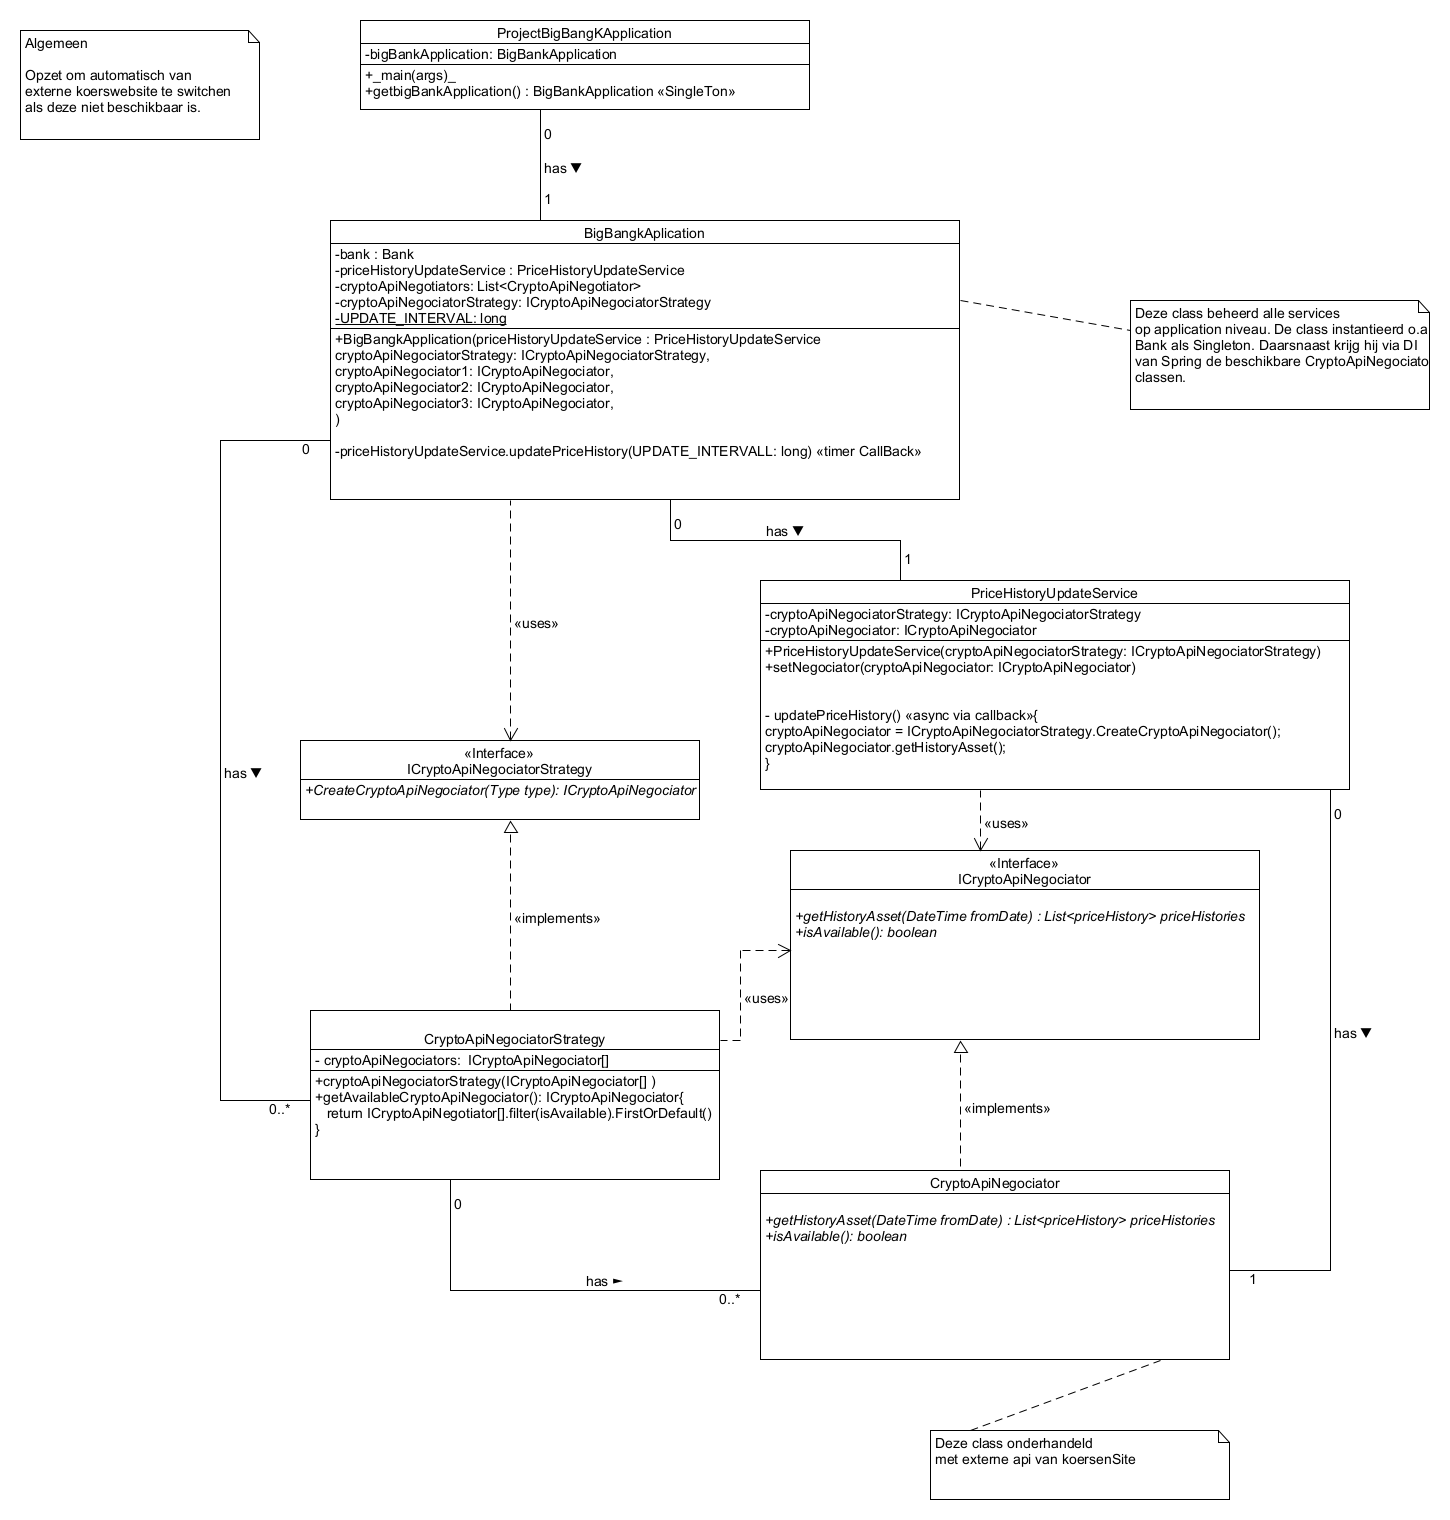 Algemeen
Opzet om automatisch van
externe koerswebsite te switchen
als deze niet beschikbaar is.
ProjectBigBangKApplication
-bigBankApplication: BigBankApplication
+_main(args)_
+getbigBankApplication() : BigBankApplication «SingleTon»
0
has ▼
1
BigBangkAplication
-bank : Bank
-priceHistoryUpdateService : PriceHistoryUpdateService
-cryptoApiNegotiators: List<CryptoApiNegotiator>
-cryptoApiNegociatorStrategy: ICryptoApiNegociatorStrategy
-UPDATE_INTERVAL: long
+BigBangkApplication(priceHistoryUpdateService : PriceHistoryUpdateService
cryptoApiNegociatorStrategy: ICryptoApiNegociatorStrategy,
cryptoApiNegociator1: ICryptoApiNegociator,
cryptoApiNegociator2: ICryptoApiNegociator,
cryptoApiNegociator3: ICryptoApiNegociator,
)
-priceHistoryUpdateService.updatePriceHistory(UPDATE_INTERVALL: long) «timer CallBack»
Deze class beheerd alle services
op application niveau. De class instantieerd o.a
Bank als Singleton. Daarsnaast krijg hij via DI
van Spring de beschikbare CryptoApiNegociato
classen.
0
0
has ▼
1
«uses»
PriceHistoryUpdateService
-cryptoApiNegociatorStrategy: ICryptoApiNegociatorStrategy
-cryptoApiNegociator: ICryptoApiNegociator
+PriceHistoryUpdateService(cryptoApiNegociatorStrategy: ICryptoApiNegociatorStrategy)
+setNegociator(cryptoApiNegociator: ICryptoApiNegociator)
- updatePriceHistory() «async via callback»{
cryptoApiNegociator = ICryptoApiNegociatorStrategy.CreateCryptoApiNegociator();
cryptoApiNegociator.getHistoryAsset();
}
has ▼
«Interface»
ICryptoApiNegociatorStrategy
+CreateCryptoApiNegociator(Type type): ICryptoApiNegociator
«uses»
0
«Interface»
ICryptoApiNegociator
+getHistoryAsset(DateTime fromDate) : List<priceHistory> priceHistories
+isAvailable(): boolean
«implements»
«uses»
has ▼
CryptoApiNegociatorStrategy
- cryptoApiNegociators:  ICryptoApiNegociator[]
+cryptoApiNegociatorStrategy(ICryptoApiNegociator[] )
+getAvailableCryptoApiNegociator(): ICryptoApiNegociator{
return ICryptoApiNegotiator[].filter(isAvailable).FirstOrDefault()
}
0..*
«implements»
CryptoApiNegociator
+getHistoryAsset(DateTime fromDate) : List<priceHistory> priceHistories
+isAvailable(): boolean
0
has ►
0..*
1
Deze class onderhandeld
met externe api van koersenSite